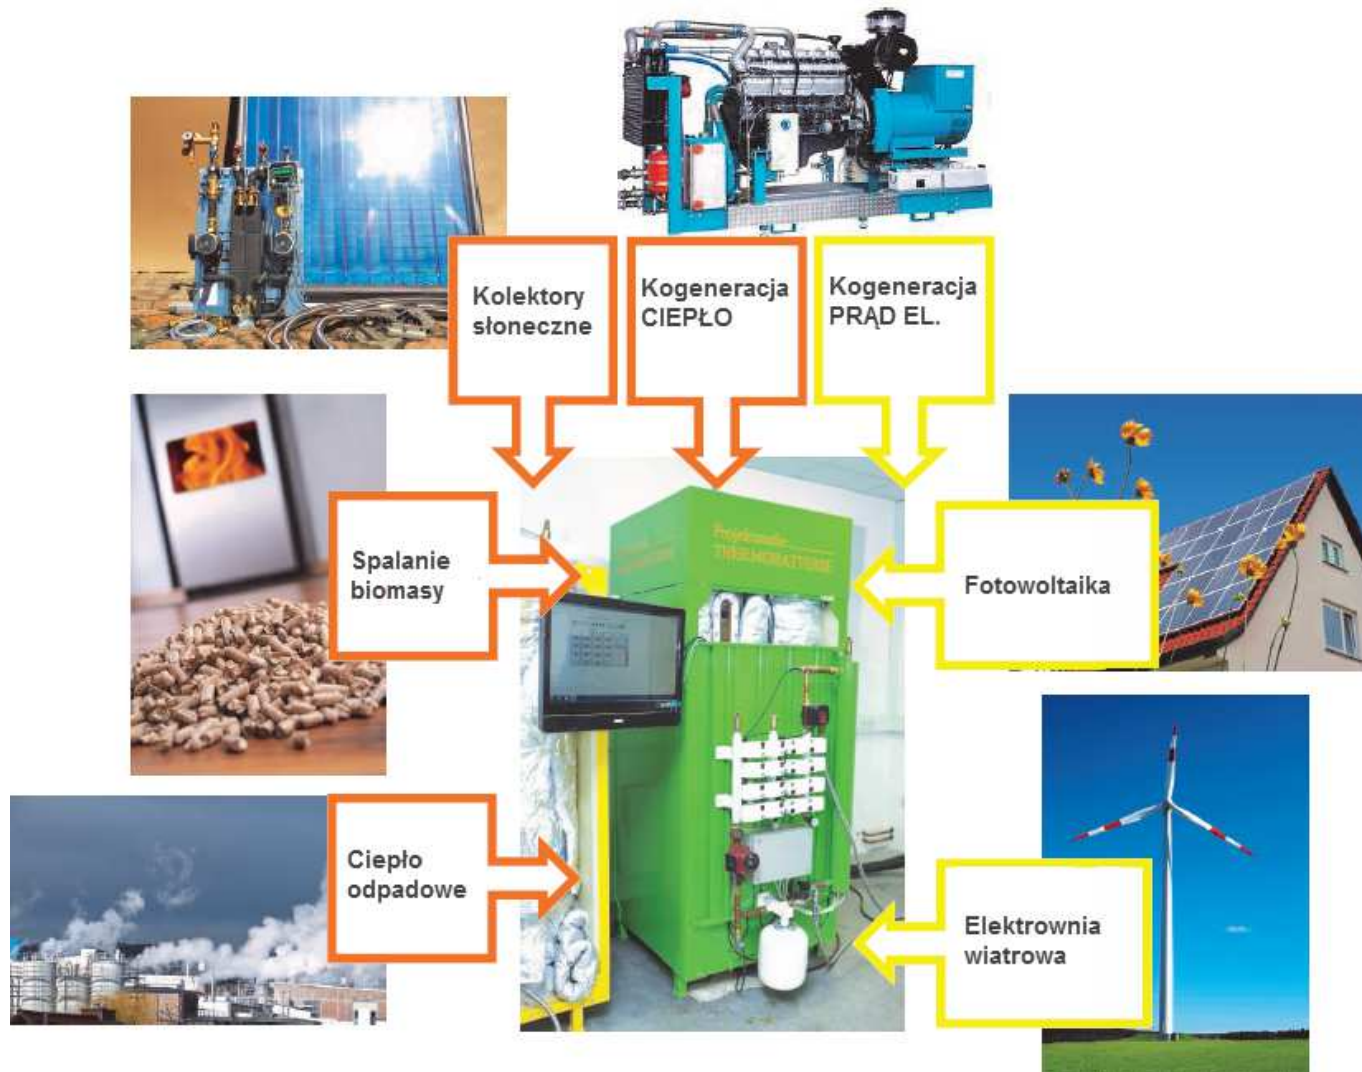 Kolektory
słoneczne
Kogeneracja
CIEPŁO
Kogeneracja
PRĄD EL.
Spalanie
biomasy
Fotowoltaika
Ciepło
odpadowe
Elektrownia
wiatrowa